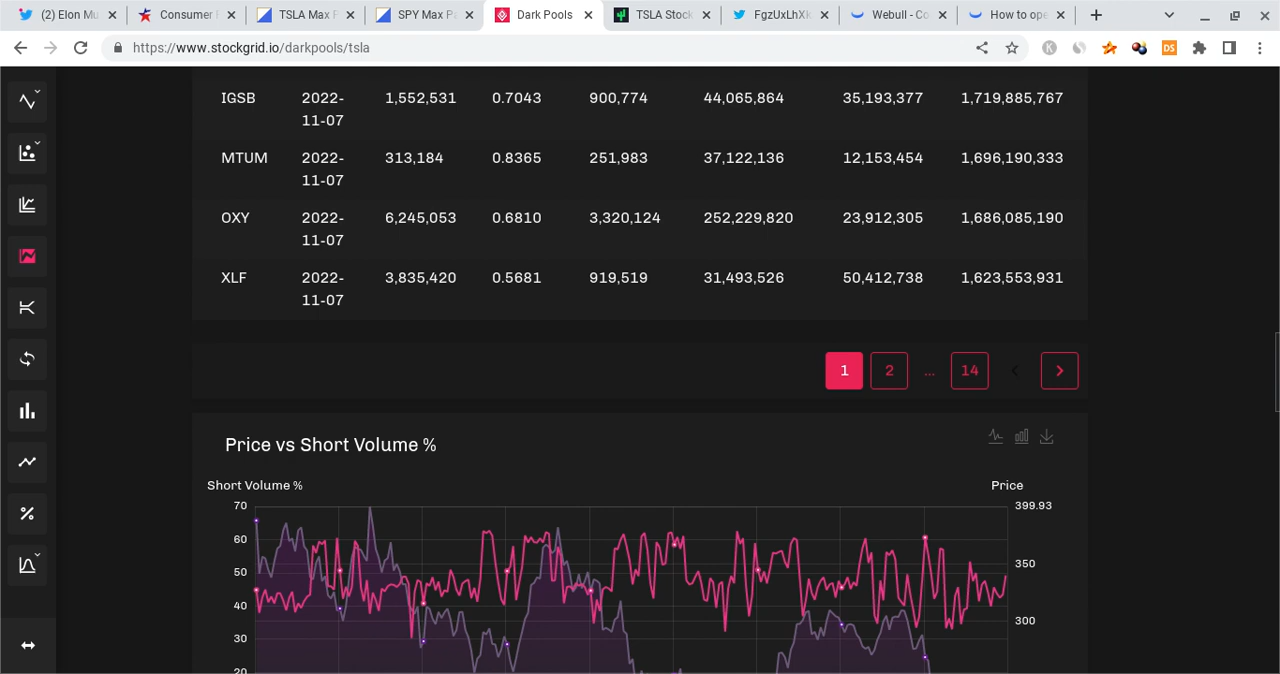 (2) Elon Mu
Consumer
TSLA Max
SPY Max Pa
Dark Pools
TSLA Stock
FgzUxLhX
Webull - Co
How to ope
https://www.stockgrid.io/darkpools/tsla
K
DS
IGSB 2022- 1,552,531 0.7043 900,774 44,065,864 35,193,377 1,719,885,767
11-07
MTUM 2022- 313,184 0.8365 251,983 37,122,136 12,153,454 1,696,190,333
11-07
OXY 2022- 6,245,053 0.6810 3,320,124 252,229,820 23,912,305 1,686,085,190
11-07
XLF 2022- 3,835,420 0.5681 919,519 31,493,526 50,412,738 1,623,553,931
11-07
1 2 ... 14
Price vs Short Volume %
Short Volume % Price
70 399.93
60
50 350
40 300
30
20